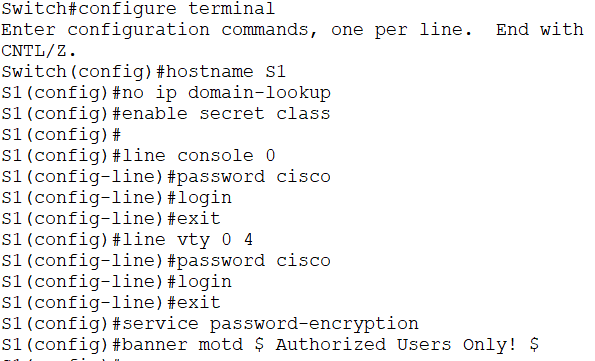 Switch#configure terminal
Enter configuration commands, one per line.  End with
CNTL/Z.
Switch(config)#hostname S1
S1(config)#no ip domain-lookup
S1(config)#enable secret class
S1(config)#
S1(config)#line console 0
S1(config-line)#password cisco
S1(config-line)#login
S1(config-line)#exit
S1(config)#line vty 0 4
S1(config-line)#password cisco
S1(config-line)#login
S1(config-line)#exit
S1(config)#service password-encryption
S1(config)#banner motd $ Authorized Users Only! $